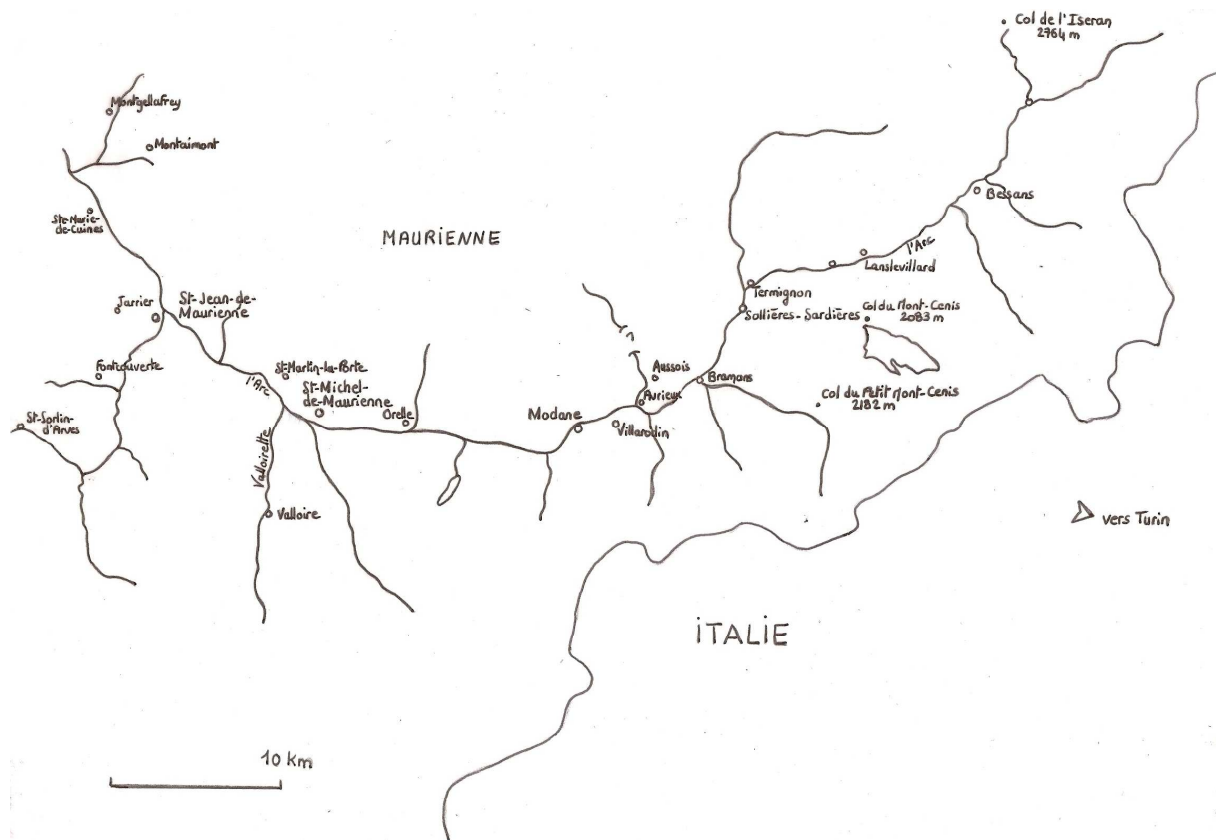 Col de l'Iseran
2764 m
Montgellafrey
Montaimont
Ste-Marie-
de-Cuines
MAURIENNE
Bessans
l'Arc
Lanslevillard
Termignon
Jarrier
St-Jean-de-
Maurienne
Sollières-Sardières
Col du Mont-Cenis
2083 m
Fontcouverte
l'Arc
St-Martin-la-Porte
St-Michel-
de-Maurienne
Aussois
Bramans
Avrieux
Col du Petit Mont-Cenis
2182 m
St-Sorlin-
d'Arves
Orelle
Modane
Villarodin
Valloirette
Valloire
vers Turin
iTALiE
10 km